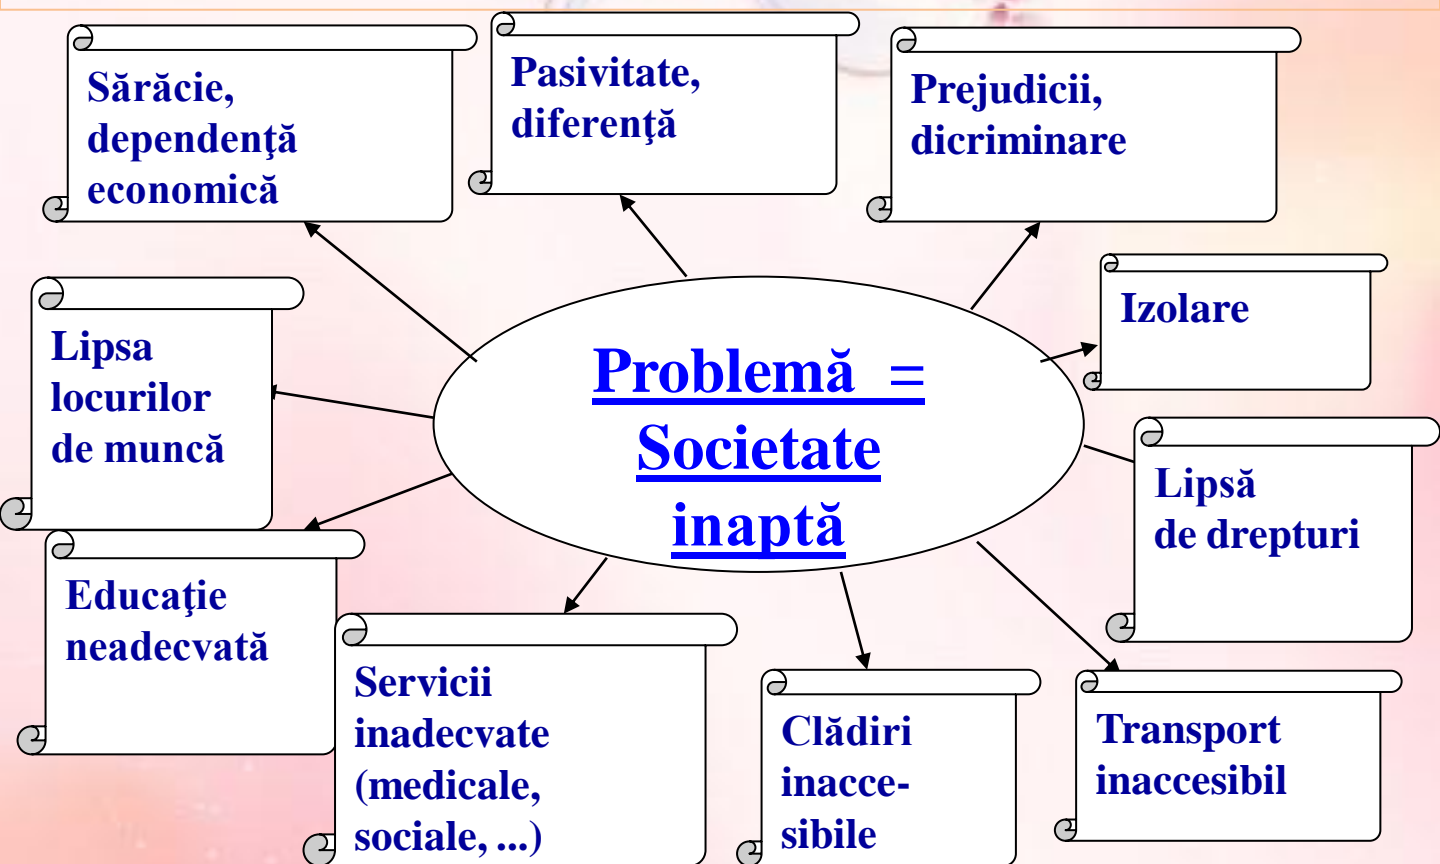 Sărăcie,
dependenţă
economică
Pasivitate,
diferenţă
Prejudicii,
dicriminare
Izolare
Lipsa
locurilor
de muncă
Problemă =
Societate
inaptă
Lipsă
de drepturi
Educaţie
neadecvată
Servicii
inadecvate
(medicale,
sociale, ...)
Clădiri
inacce-
sibile
Transport
inaccesibil